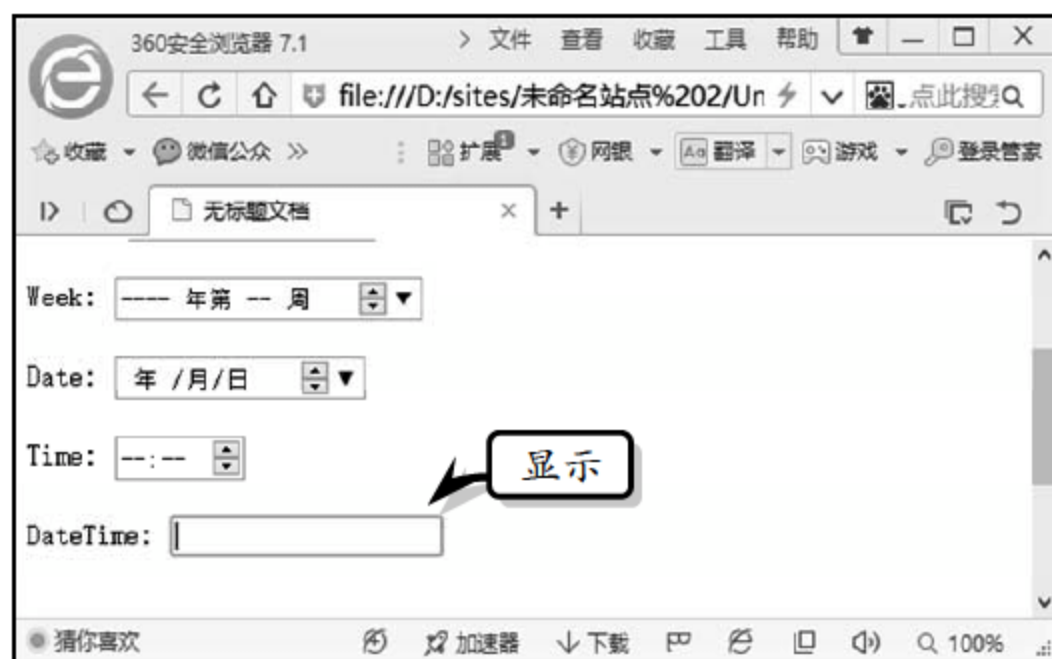 360安全浏览器 7.1 > 文件 查看 收藏 工具 帮助
file:///D:/sites/未命名站点%202/Un 点此搜
收藏 微信公众 >> 扩展 1 网银 Aa 翻译 游戏 登录管家
无标题文档 × +
Week: ---- 年第 -- 周
Date: 年 /月/日
Time: --:--
显示
DateTime:
猜你喜欢 加速器 下载 100%